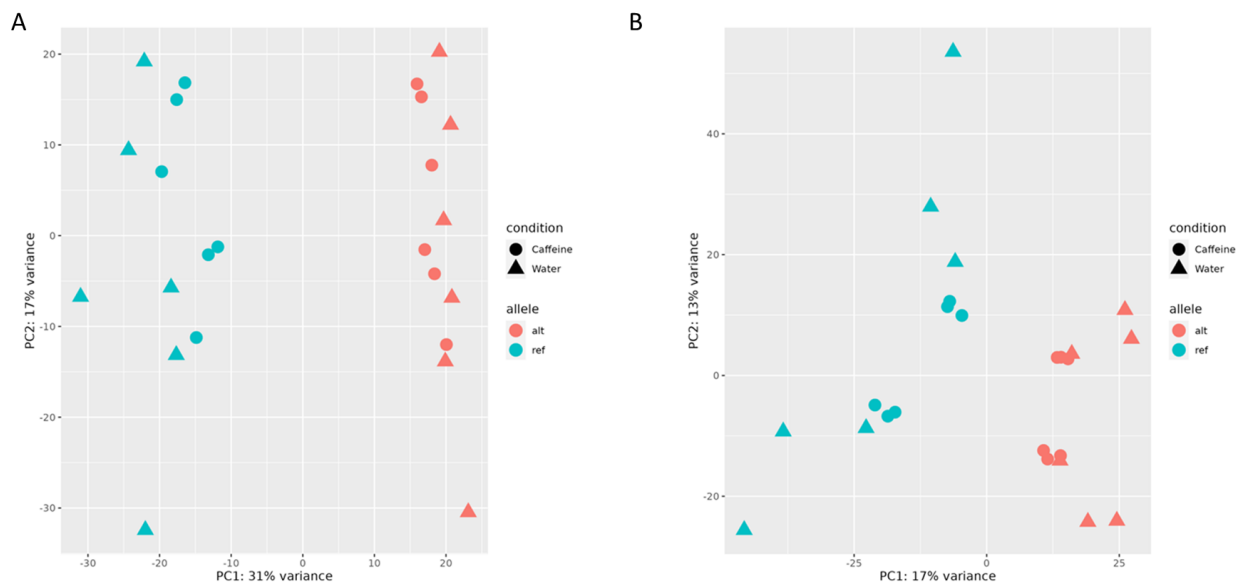 A
20
10
0
-10
-20
-30
PC2: 17% variance
-30
-20
-10
0
10
20
PC1: 31% variance
condition
Caffeine
Water
allele
alt
ref
B
40
20
0
-20
PC2: 13% variance
-25
0
25
PC1: 17% variance
condition
Caffeine
Water
allele
alt
ref